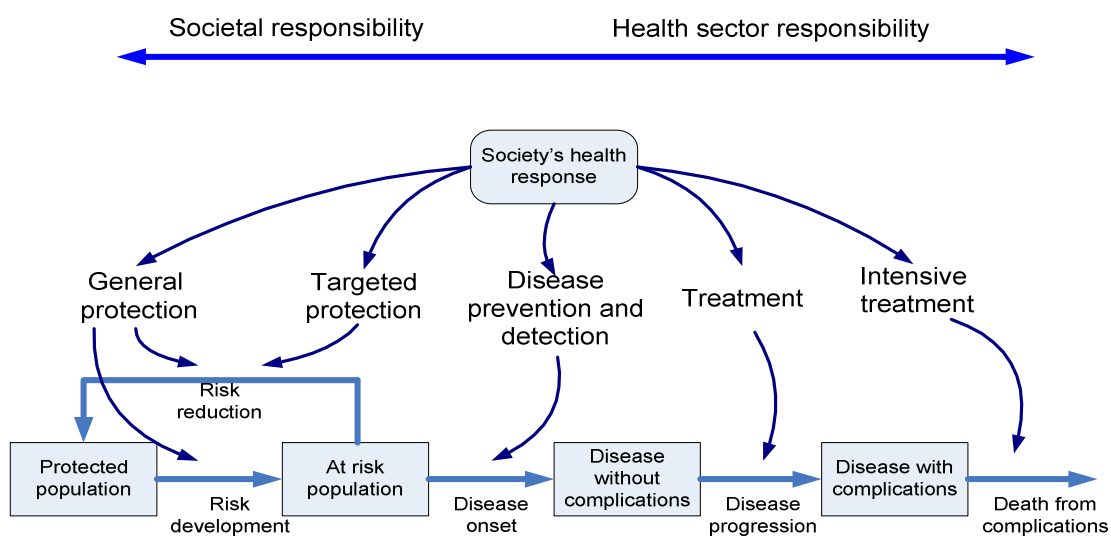 Societal responsibility
Health sector responsibility
Society’s health
response
General
protection
Targeted
protection
Disease
prevention and
detection
Treatment
Intensive
treatment
Risk
reduction
Protected
population
At risk
population
Disease
without
complications
Disease with
complications
Risk
development
Disease
onset
Disease
progression
Death from
complications